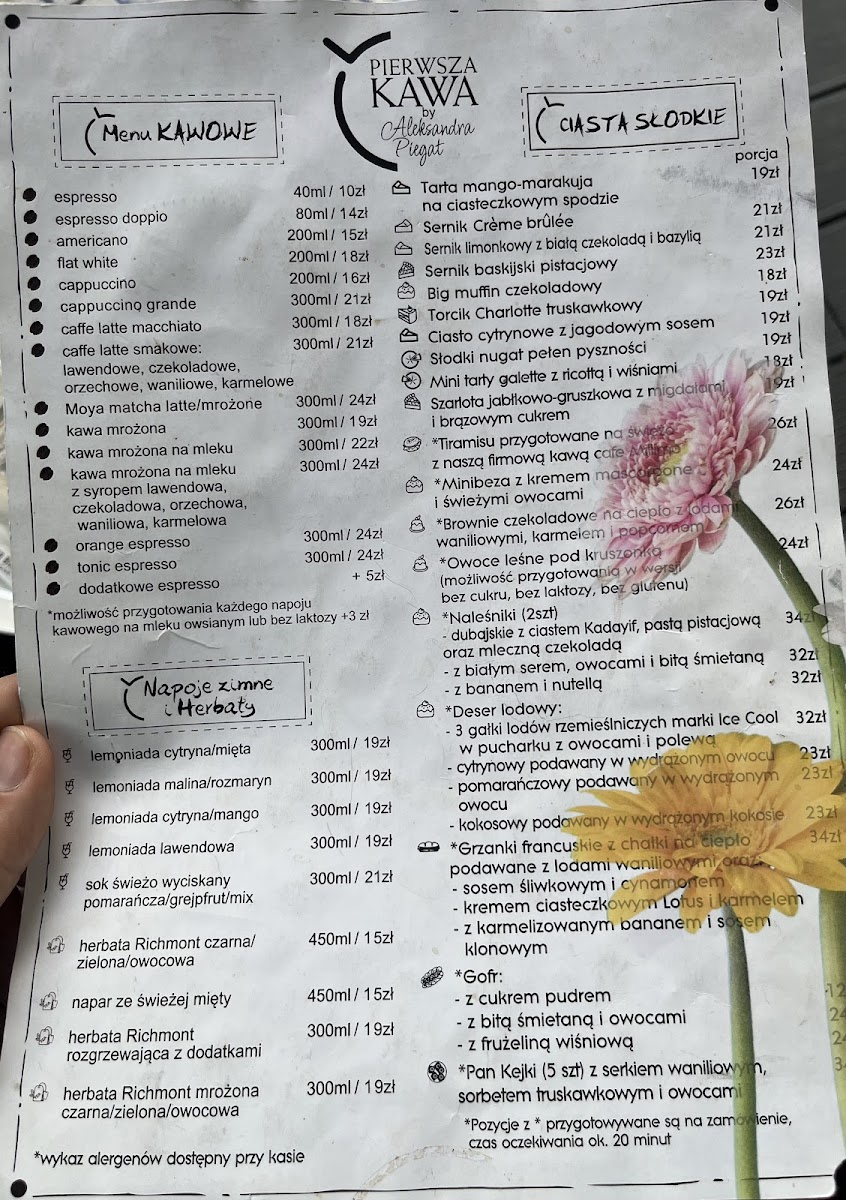 PIERWSZA
KAWA
by
Aleksandra
Piegat
Menu KAWOWE
espresso 40ml / 10zł
espresso doppio 80ml / 14zł
americano 200ml / 15zł
flat white 200ml / 18zł
cappuccino 200ml / 16zł
cappuccino grande 300ml / 21zł
caffe latte macchiato 300ml / 18zł
caffe latte smakowe: 300ml / 21zł
lawendowe, czekoladowe,
orzechowe, waniliowe, karmelowe
Moya matcha latte/mrożone 300ml / 24zł
kawa mrożona 300ml / 19zł
kawa mrożona na mleku 300ml / 22zł
kawa mrożona na mleku 300ml / 24zł
z syropem lawendowa,
czekoladowa, orzechowa,
waniliowa, karmelowa
orange espresso 300ml / 24zł
tonic espresso 300ml / 24zł
dodatkowe espresso + 5zł
*możliwość przygotowania każdego napoju
kawowego na mleku owsianym lub bez laktozy +3 zł
Napoje zimne
i Herbaty
lemoniada cytryna/mięta 300ml / 19zł
lemoniada malina/rozmaryn 300ml / 19zł
lemoniada cytryna/mango 300ml / 19zł
lemoniada lawendowa 300ml / 19zł
sok świeżo wyciskany 300ml / 21zł
pomarańcza/grejpfrut/mix
herbata Richmont czarna/ 450ml / 15zł
zielona/owocowa
napar ze świeżej mięty 450ml / 15zł
herbata Richmont 300ml / 19zł
rozgrzewająca z dodatkami
herbata Richmont mrożona 300ml / 19zł
czarna/zielona/owocowa
*wykaz alergenów dostępny przy kasie
CIASTA SŁODKIE
porcja
Tarta mango-marakuja 19zł
na ciasteczkowym spodzie
Sernik Crème brûlée 21zł
Sernik limonkowy z białą czekoladą i bazylią 21zł
Sernik baskijski pistacjowy 23zł
Big muffin czekoladowy 18zł
Torcik Charlotte truskawkowy 19zł
Ciasto cytrynowe z jagodowym sosem 19zł
Słodki nugat pełen pyszności 19zł
Mini tarty galette z ricottą i wiśniami 18zł
Szarlota jabłkowo-gruszkowa z migdałami 19zł
i brązowym cukrem
*Tiramisu przygotowane na świeżo 26zł
z naszą firmową kawą cafe
*Minibeza z kremem mascarpone 24zł
i świeżymi owocami
*Brownie czekoladowe na ciepło z lodami 26zł
waniliowymi, karmelem i popcornem
*Owoce leśne pod kruszonką 24zł
(możliwość przygotowania w wersji
bez cukru, bez laktozy, bez glutenu)
*Naleśniki (2szt)
- dubajskie z ciastem Kadayif, pastą pistacjową 34zł
oraz mleczną czekoladą
- z białym serem, owocami i bitą śmietaną 32zł
- z bananem i nutellą 32zł
*Deser lodowy:
- 3 gałki lodów rzemieślniczych marki Ice Cool 32zł
w pucharku z owocami i polewą
- cytrynowy podawany w wydrążonym owocu 23zł
- pomarańczowy podawany w wydrążonym 23zł
owocu
- kokosowy podawany w wydrążonym kokosie 23zł
*Grzanki francuskie z chałki na ciepło 34zł
podawane z lodami waniliowymi oraz:
- sosem śliwkowym i cynamonem
- kremem ciasteczkowym Lotus i karmelem
- z karmelizowanym bananem i sosem
klonowym
*Gofr:
- z cukrem pudrem
- z bitą śmietaną i owocami
- z frużeliną wiśniową
*Pan Kejki (5 szt) z serkiem waniliowym,
sorbetem truskawkowym i owocami
*Pozycje z * przygotowywane są na zamówienie,
czas oczekiwania ok. 20 minut